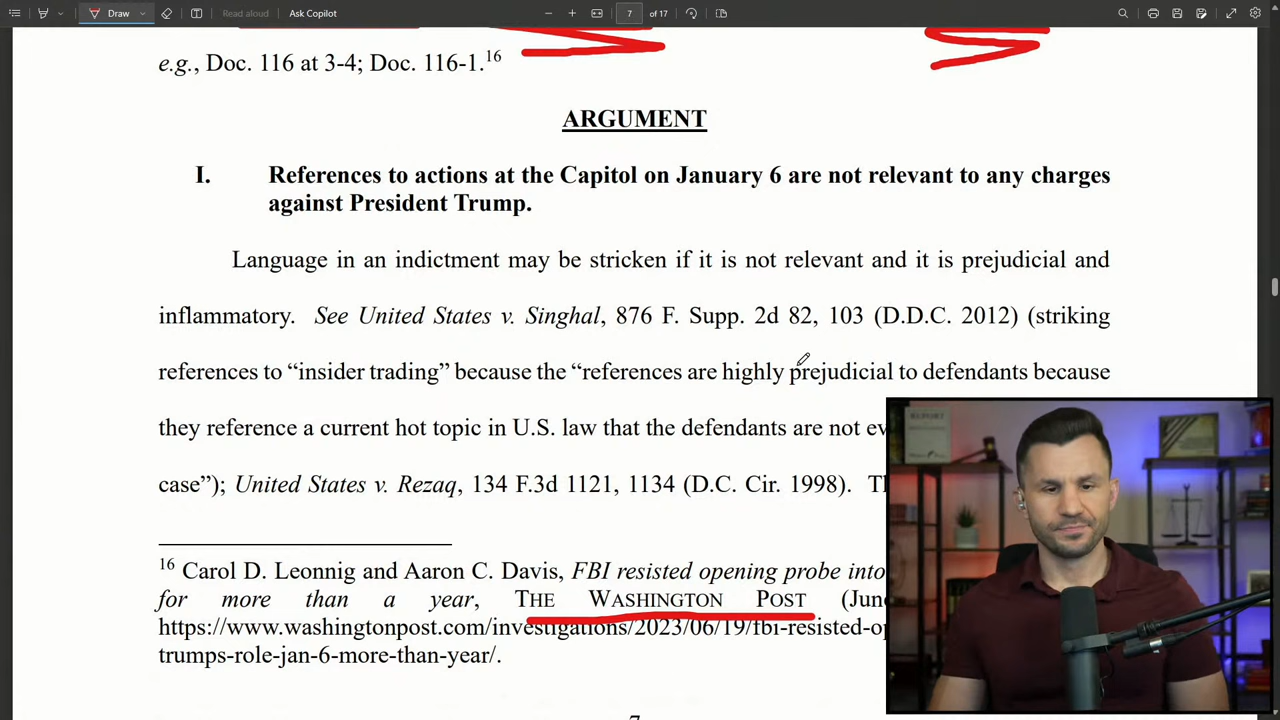 Draw
Read aloud
Ask Copilot
7
of 17
e.g., Doc. 116 at 3-4; Doc. 116-1.16
ARGUMENT
I. References to actions at the Capitol on January 6 are not relevant to any charges
against President Trump.
Language in an indictment may be stricken if it is not relevant and it is prejudicial and
inflammatory. See United States v. Singhal, 876 F. Supp. 2d 82, 103 (D.D.C. 2012) (striking
references to “insider trading” because the “references are highly prejudicial to defendants because
they reference a current hot topic in U.S. law that the defendants are not
case”); United States v. Rezaq, 134 F.3d 1121, 1134 (D.C. Cir. 1998).
16 Carol D. Leonnig and Aaron C. Davis, FBI resisted opening probe into
for more than a year, THE WASHINGTON POST (June
https://www.washingtonpost.com/investigations/2023/06/19/fbi-resisted-op
trumps-role-jan-6-more-than-year/.
7